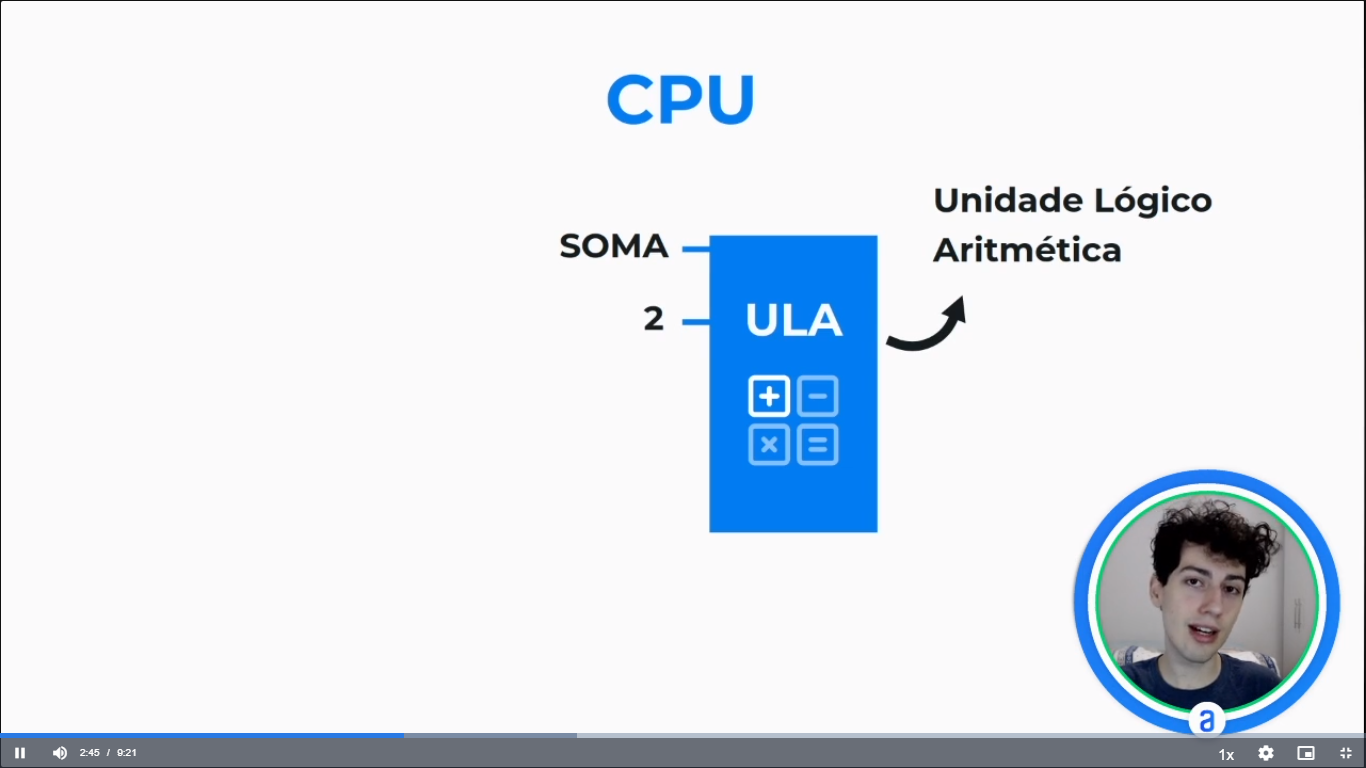 CPU
Unidade Lógico
Aritmética
SOMA
2
ULA
a
2:45 / 9:21
1x